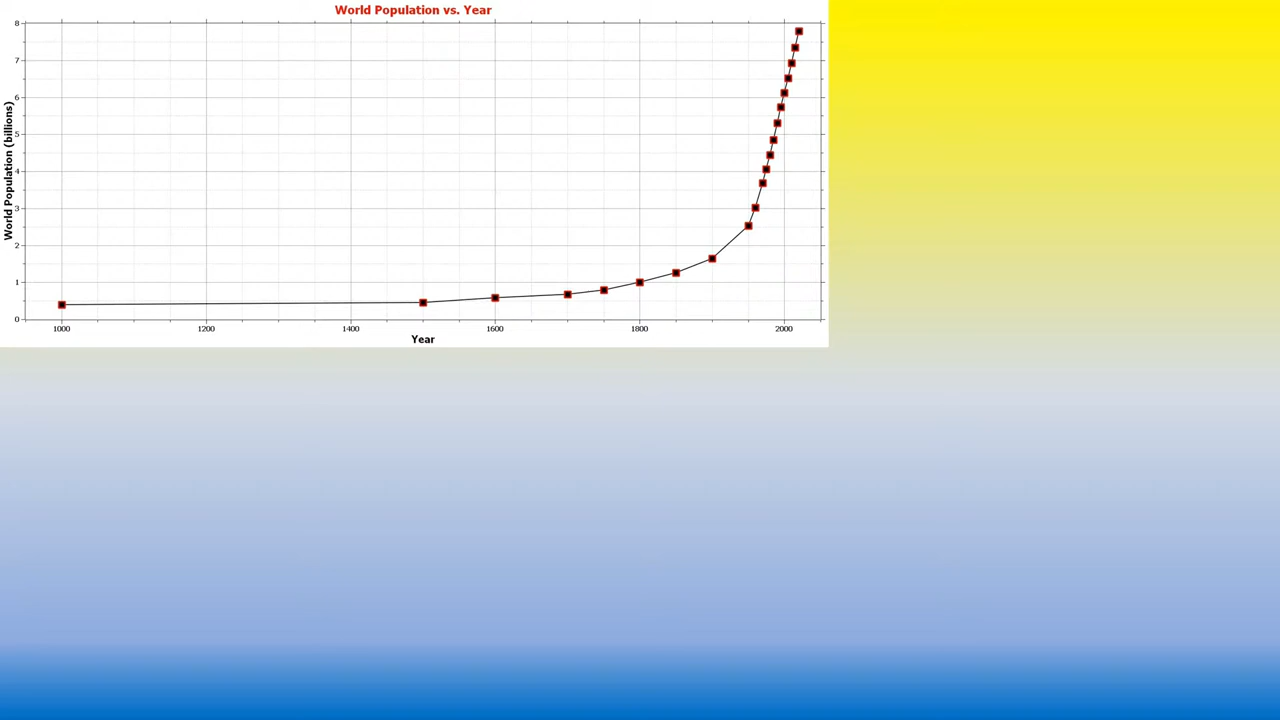 World Population vs. Year
World Population (billions)
8
7
6
5
4
3
2
1
0
1000 1200 1400 1600 1800 2000
Year